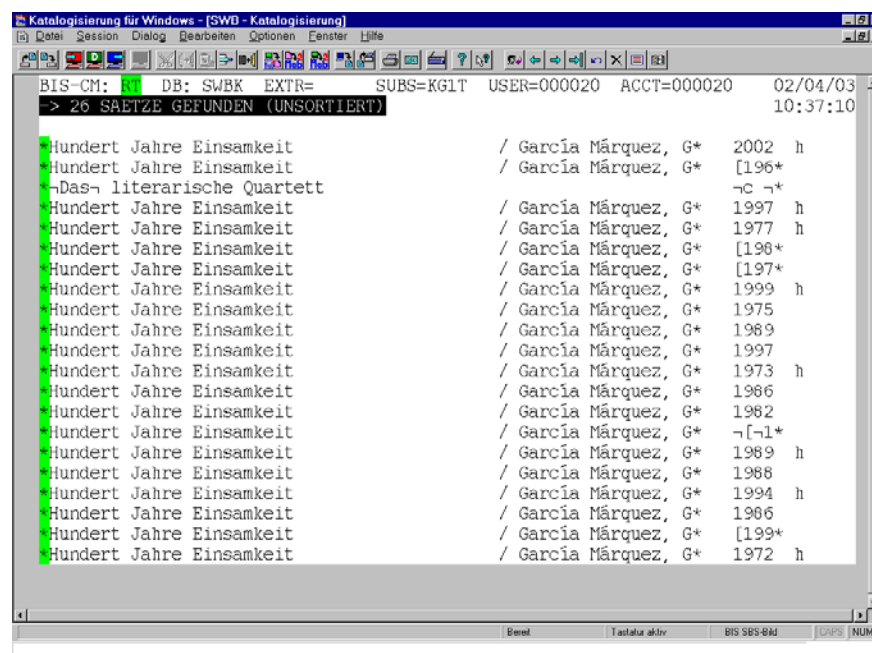 Katalogisierung für Windows - [SWB - Katalogisierung]
Datei Session Dialog Bearbeiten Optionen Fenster Hilfe
BIS-CM: RT DB: SWBK EXTR= SUBS=KG1T USER=000020 ACCT=000020 02/04/03
-> 26 SAETZE GEFUNDEN (UNSORTIERT) 10:37:10
*Hundert Jahre Einsamkeit / García Márquez, G* 2002 h
*Hundert Jahre Einsamkeit / García Márquez, G* [196*
*¬Das¬ literarische Quartett ¬c ¬*
*Hundert Jahre Einsamkeit / García Márquez, G* 1997 h
*Hundert Jahre Einsamkeit / García Márquez, G* 1977 h
*Hundert Jahre Einsamkeit / García Márquez, G* [198*
*Hundert Jahre Einsamkeit / García Márquez, G* [197*
*Hundert Jahre Einsamkeit / García Márquez, G* 1999 h
*Hundert Jahre Einsamkeit / García Márquez, G* 1975
*Hundert Jahre Einsamkeit / García Márquez, G* 1989
*Hundert Jahre Einsamkeit / García Márquez, G* 1997
*Hundert Jahre Einsamkeit / García Márquez, G* 1973 h
*Hundert Jahre Einsamkeit / García Márquez, G* 1986
*Hundert Jahre Einsamkeit / García Márquez, G* 1982
*Hundert Jahre Einsamkeit / García Márquez, G* ¬[¬1*
*Hundert Jahre Einsamkeit / García Márquez, G* 1989 h
*Hundert Jahre Einsamkeit / García Márquez, G* 1988
*Hundert Jahre Einsamkeit / García Márquez, G* 1994 h
*Hundert Jahre Einsamkeit / García Márquez, G* 1986
*Hundert Jahre Einsamkeit / García Márquez, G* [199*
*Hundert Jahre Einsamkeit / García Márquez, G* 1972 h
Bereit Tastatur aktiv BIS SBS-Bild CAPS NUM